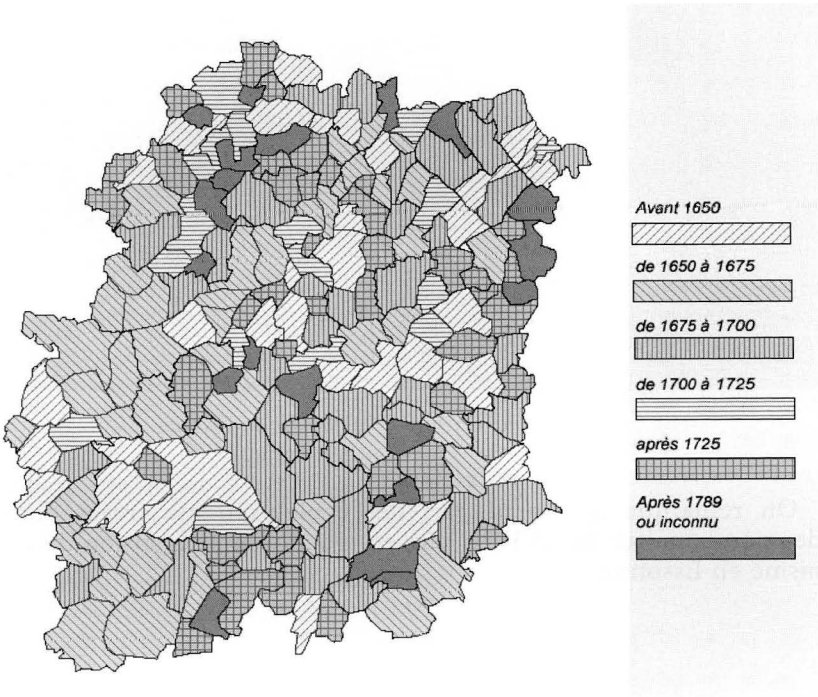 Avant 1650
de 1650 à 1675
de 1675 à 1700
de 1700 à 1725
après 1725
Après 1789
ou inconnu